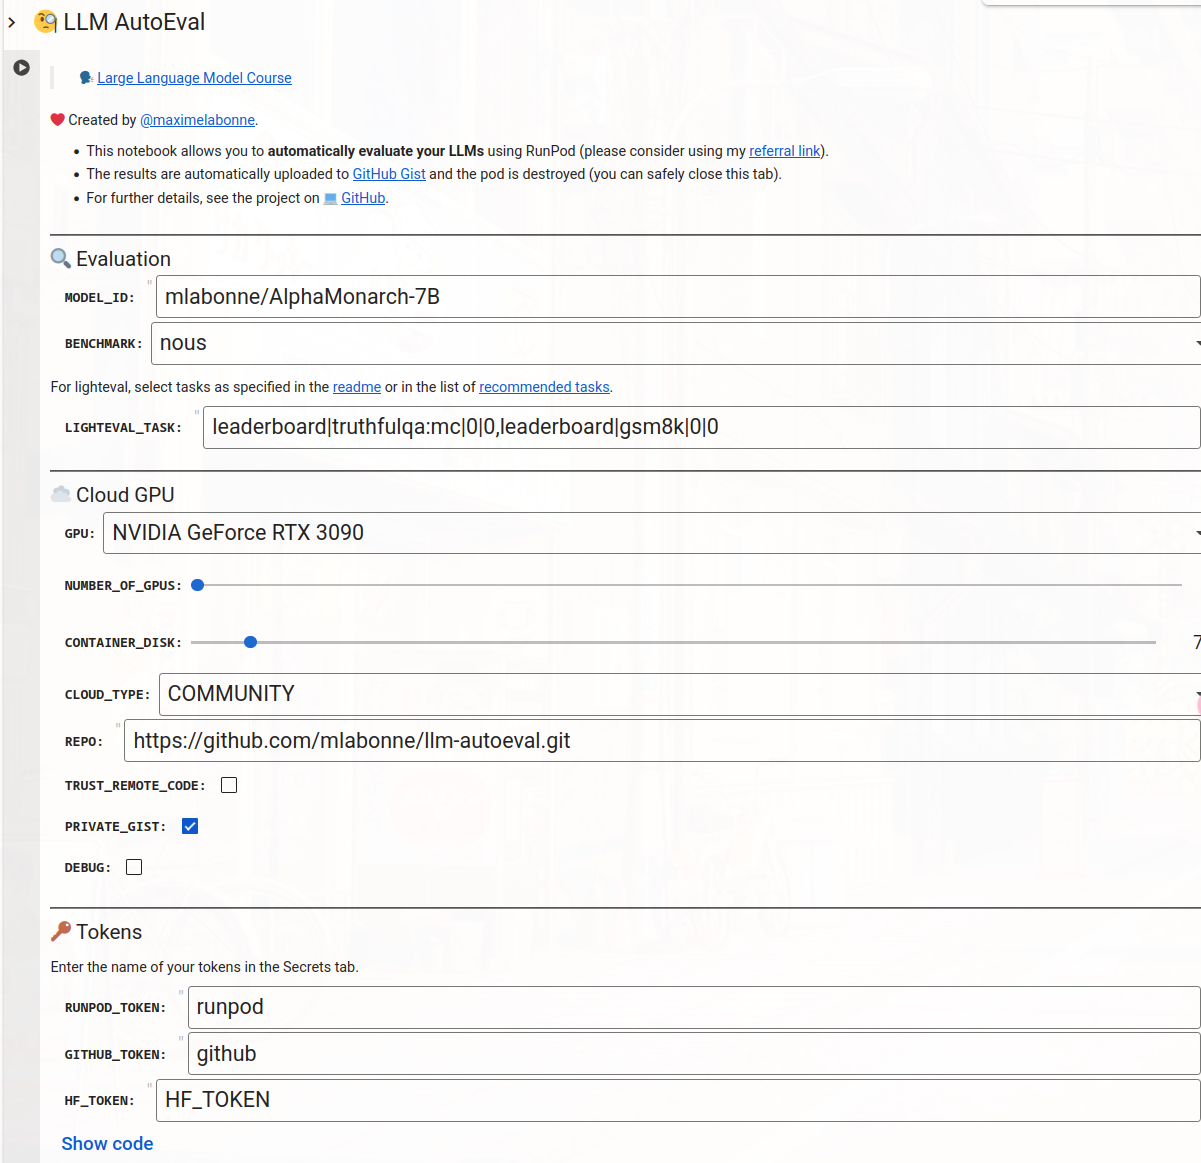 LLM AutoEval
Large Language Model Course
Created by @maximelabonne.
This notebook allows you to automatically evaluate your LLMs using RunPod (please consider using my referral link).
The results are automatically uploaded to GitHub Gist and the pod is destroyed (you can safely close this tab).
For further details, see the project on GitHub.
Evaluation
MODEL_ID: " mlabonne/AlphaMonarch-7B
BENCHMARK: nous
For lighteval, select tasks as specified in the readme or in the list of recommended tasks.
LIGHTEVAL_TASK: " leaderboard|truthfulqa:mc|0|0,leaderboard|gsm8k|0|0
Cloud GPU
GPU: NVIDIA GeForce RTX 3090
NUMBER_OF_GPUS:
CONTAINER_DISK: 7
CLOUD_TYPE: COMMUNITY
REPO: " https://github.com/mlabonne/llm-autoeval.git
TRUST_REMOTE_CODE:
PRIVATE_GIST:
DEBUG:
Tokens
Enter the name of your tokens in the Secrets tab.
RUNPOD_TOKEN: " runpod
GITHUB_TOKEN: " github
HF_TOKEN: " HF_TOKEN
Show code